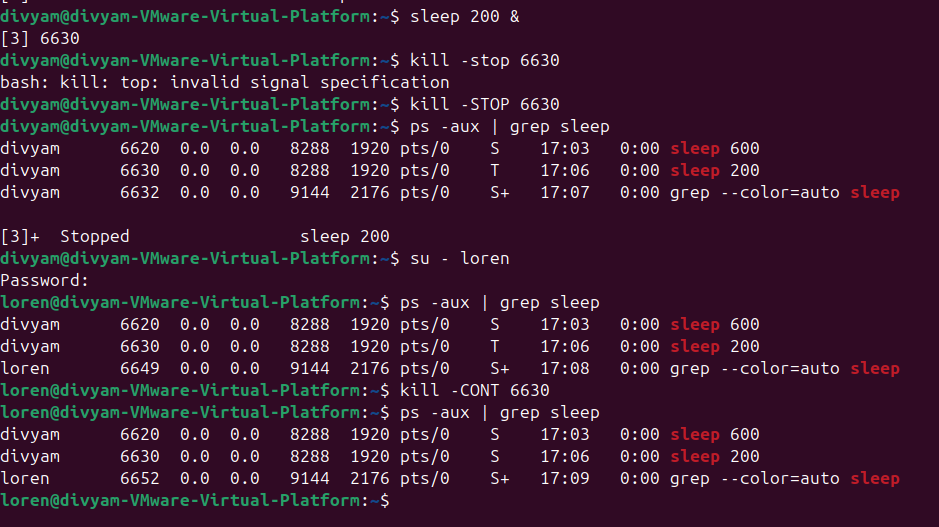 divyam@divyam-VMware-Virtual-Platform:~$ sleep 200 &
[3] 6630
divyam@divyam-VMware-Virtual-Platform:~$ kill -stop 6630
bash: kill: top: invalid signal specification
divyam@divyam-VMware-Virtual-Platform:~$ kill -STOP 6630
divyam@divyam-VMware-Virtual-Platform:~$ ps -aux | grep sleep
divyam      6620  0.0  0.0   8288  1920 pts/0    S    17:03   0:00 sleep 600
divyam      6630  0.0  0.0   8288  1920 pts/0    T    17:06   0:00 sleep 200
divyam      6632  0.0  0.0   9144  2176 pts/0    S+   17:07   0:00 grep --color=auto sleep
[3]+  Stopped                 sleep 200
divyam@divyam-VMware-Virtual-Platform:~$ su - loren
Password:
loren@divyam-VMware-Virtual-Platform:~$ ps -aux | grep sleep
divyam      6620  0.0  0.0   8288  1920 pts/0    S    17:03   0:00 sleep 600
divyam      6630  0.0  0.0   8288  1920 pts/0    T    17:06   0:00 sleep 200
loren       6649  0.0  0.0   9144  2176 pts/0    S+   17:08   0:00 grep --color=auto sleep
loren@divyam-VMware-Virtual-Platform:~$ kill -CONT 6630
loren@divyam-VMware-Virtual-Platform:~$ ps -aux | grep sleep
divyam      6620  0.0  0.0   8288  1920 pts/0    S    17:03   0:00 sleep 600
divyam      6630  0.0  0.0   8288  1920 pts/0    S    17:06   0:00 sleep 200
loren       6652  0.0  0.0   9144  2176 pts/0    S+   17:09   0:00 grep --color=auto sleep
loren@divyam-VMware-Virtual-Platform:~$